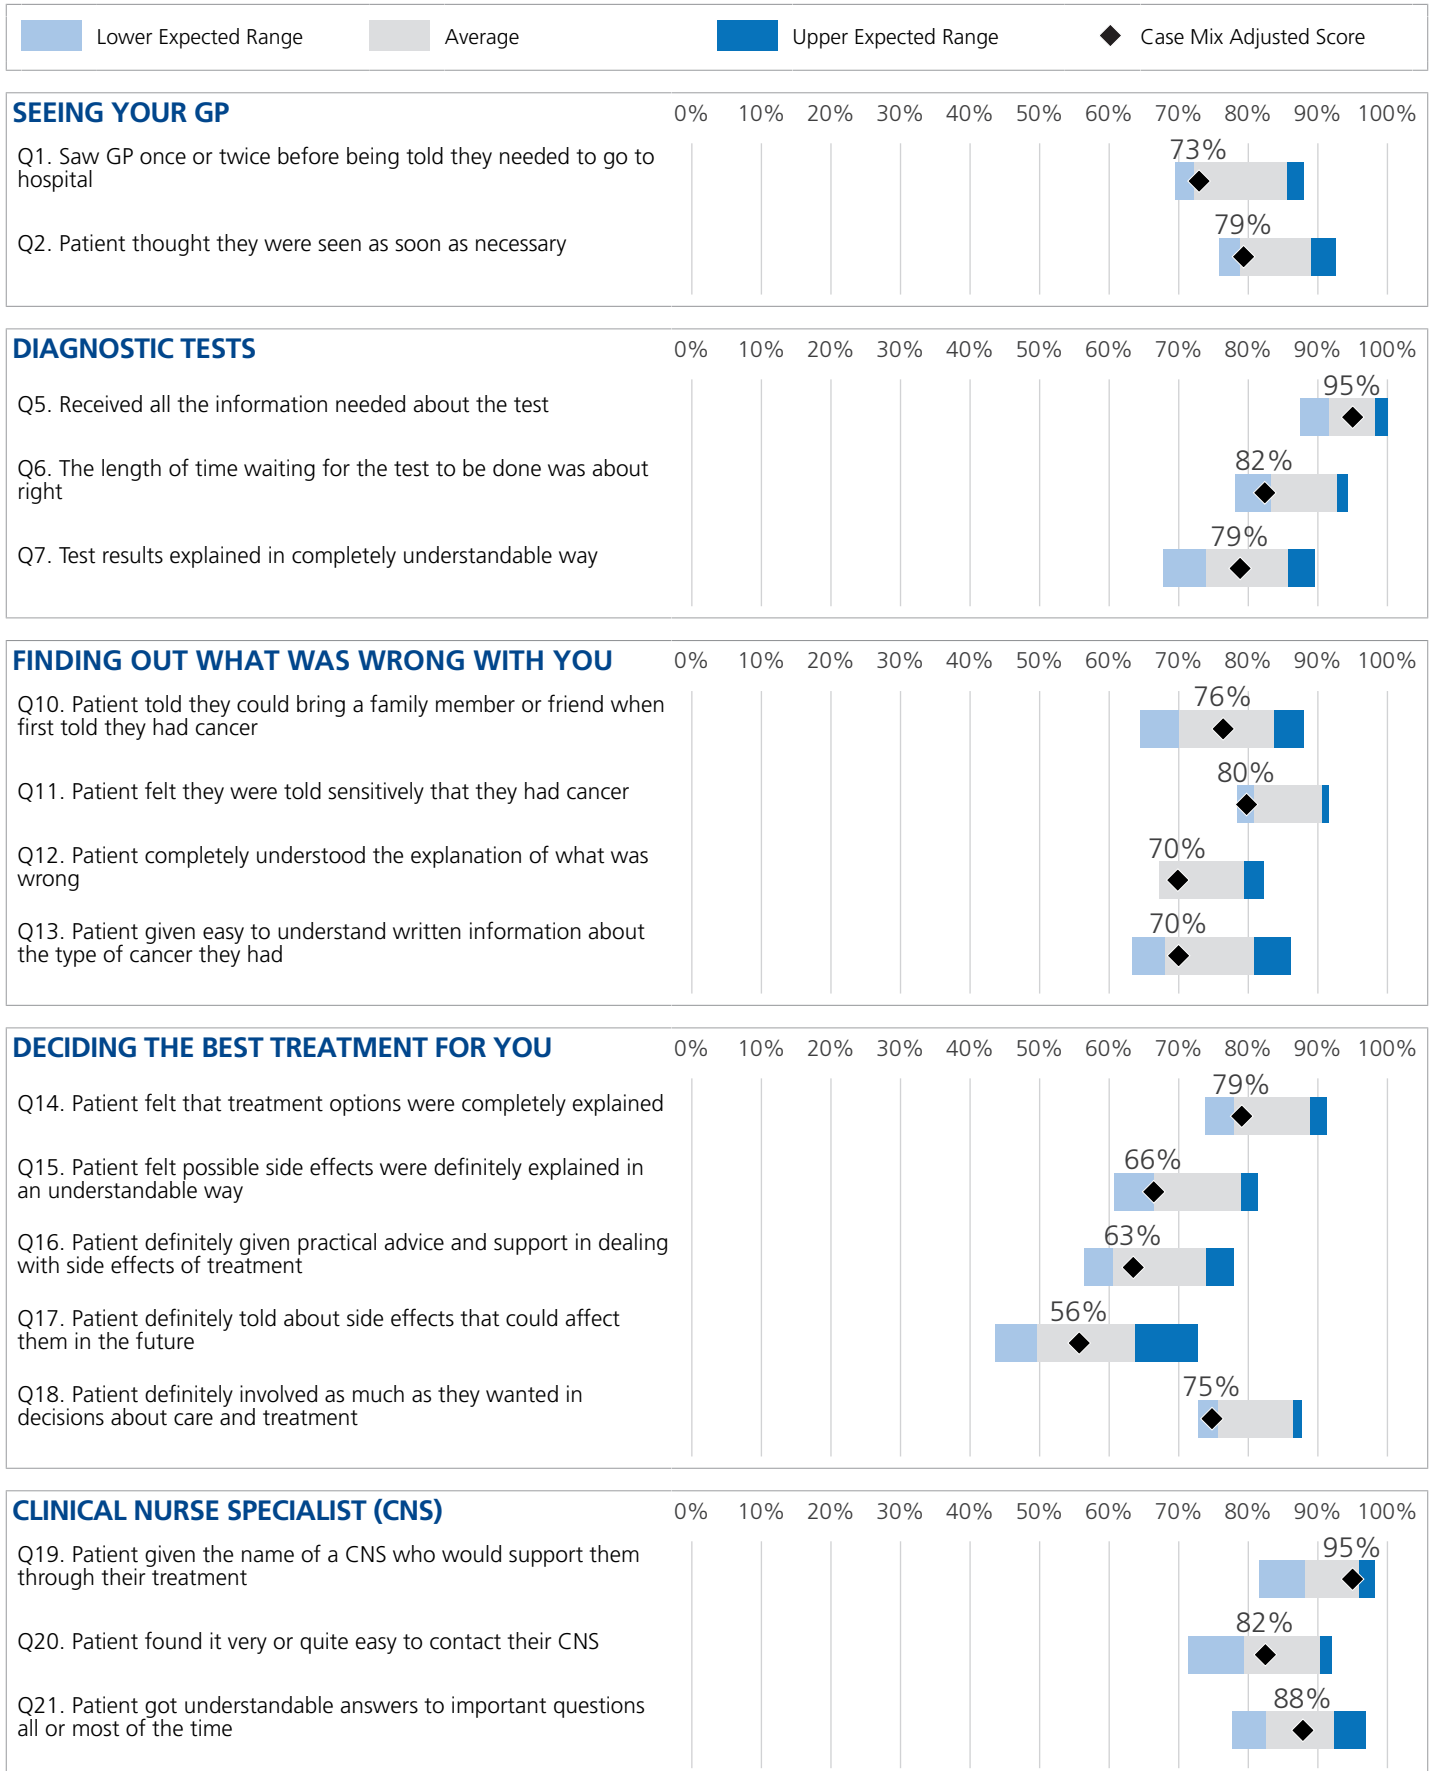 Lower Expected Range Average Upper Expected Range Case Mix Adjusted Score
SEEING YOUR GP 0% 10% 20% 30% 40% 50% 60% 70% 80% 90% 100%
73%
Q1. Saw GP once or twice before being told they needed to go to
hospital
79%
Q2. Patient thought they were seen as soon as necessary
DIAGNOSTIC TESTS 0% 10% 20% 30% 40% 50% 60% 70% 80% 90% 100%
95%
Q5. Received all the information needed about the test
82%
Q6. The length of time waiting for the test to be done was about
right
79%
Q7. Test results explained in completely understandable way
FINDING OUT WHAT WAS WRONG WITH YOU 0% 10% 20% 30% 40% 50% 60% 70% 80% 90% 100%
76%
Q10. Patient told they could bring a family member or friend when
first told they had cancer
80%
Q11. Patient felt they were told sensitively that they had cancer
70%
Q12. Patient completely understood the explanation of what was
wrong
70%
Q13. Patient given easy to understand written information about
the type of cancer they had
DECIDING THE BEST TREATMENT FOR YOU 0% 10% 20% 30% 40% 50% 60% 70% 80% 90% 100%
79%
Q14. Patient felt that treatment options were completely explained
66%
Q15. Patient felt possible side effects were definitely explained in
an understandable way
63%
Q16. Patient definitely given practical advice and support in dealing
with side effects of treatment
56%
Q17. Patient definitely told about side effects that could affect
them in the future
75%
Q18. Patient definitely involved as much as they wanted in
decisions about care and treatment
CLINICAL NURSE SPECIALIST (CNS) 0% 10% 20% 30% 40% 50% 60% 70% 80% 90% 100%
95%
Q19. Patient given the name of a CNS who would support them
through their treatment
82%
Q20. Patient found it very or quite easy to contact their CNS
88%
Q21. Patient got understandable answers to important questions
all or most of the time